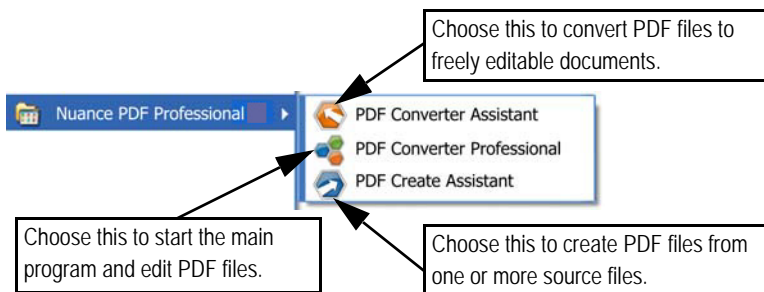 Choose this to convert PDF files to
freely editable documents.
Nuance PDF Professional
PDF Converter Assistant
PDF Converter Professional
PDF Create Assistant
Choose this to start the main
program and edit PDF files.
Choose this to create PDF files from
one or more source files.